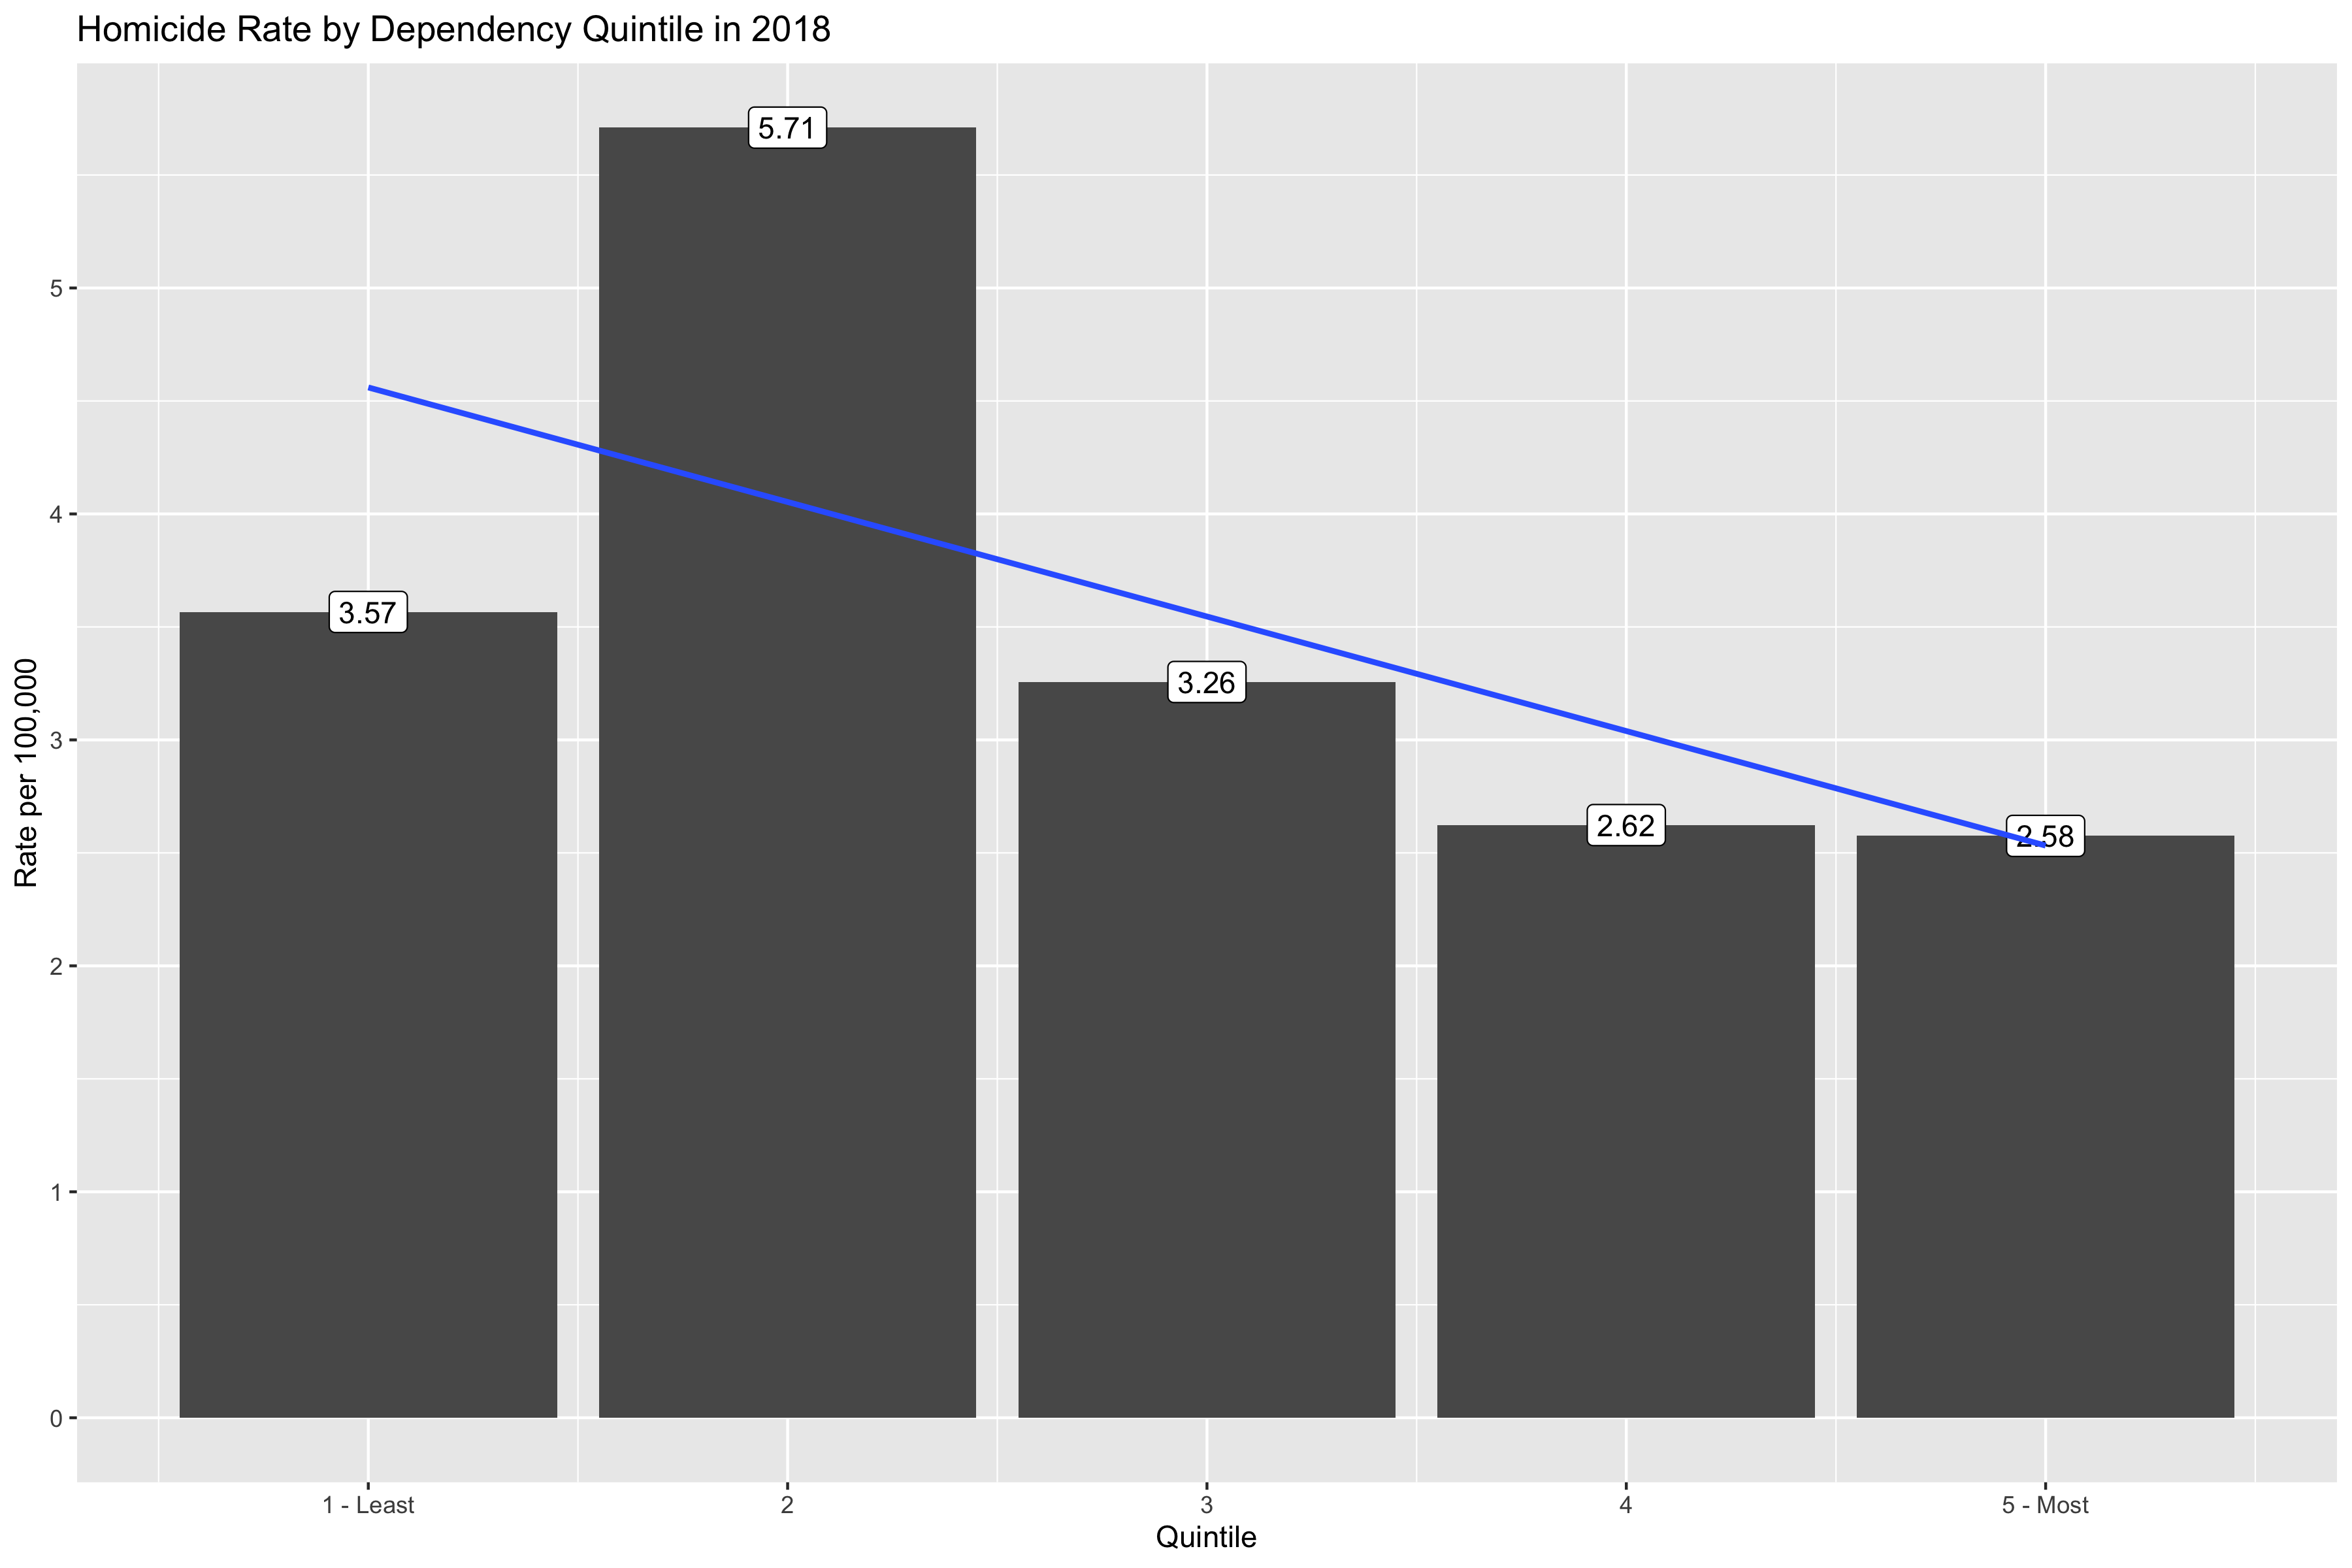 Homicide Rate by Dependency Quintile in 2018
Rate per 100,000
5
4
3
2
1
0
3.57
5.71
3.26
2.62
2.58
1 - Least
2
3
4
5 - Most
Quintile